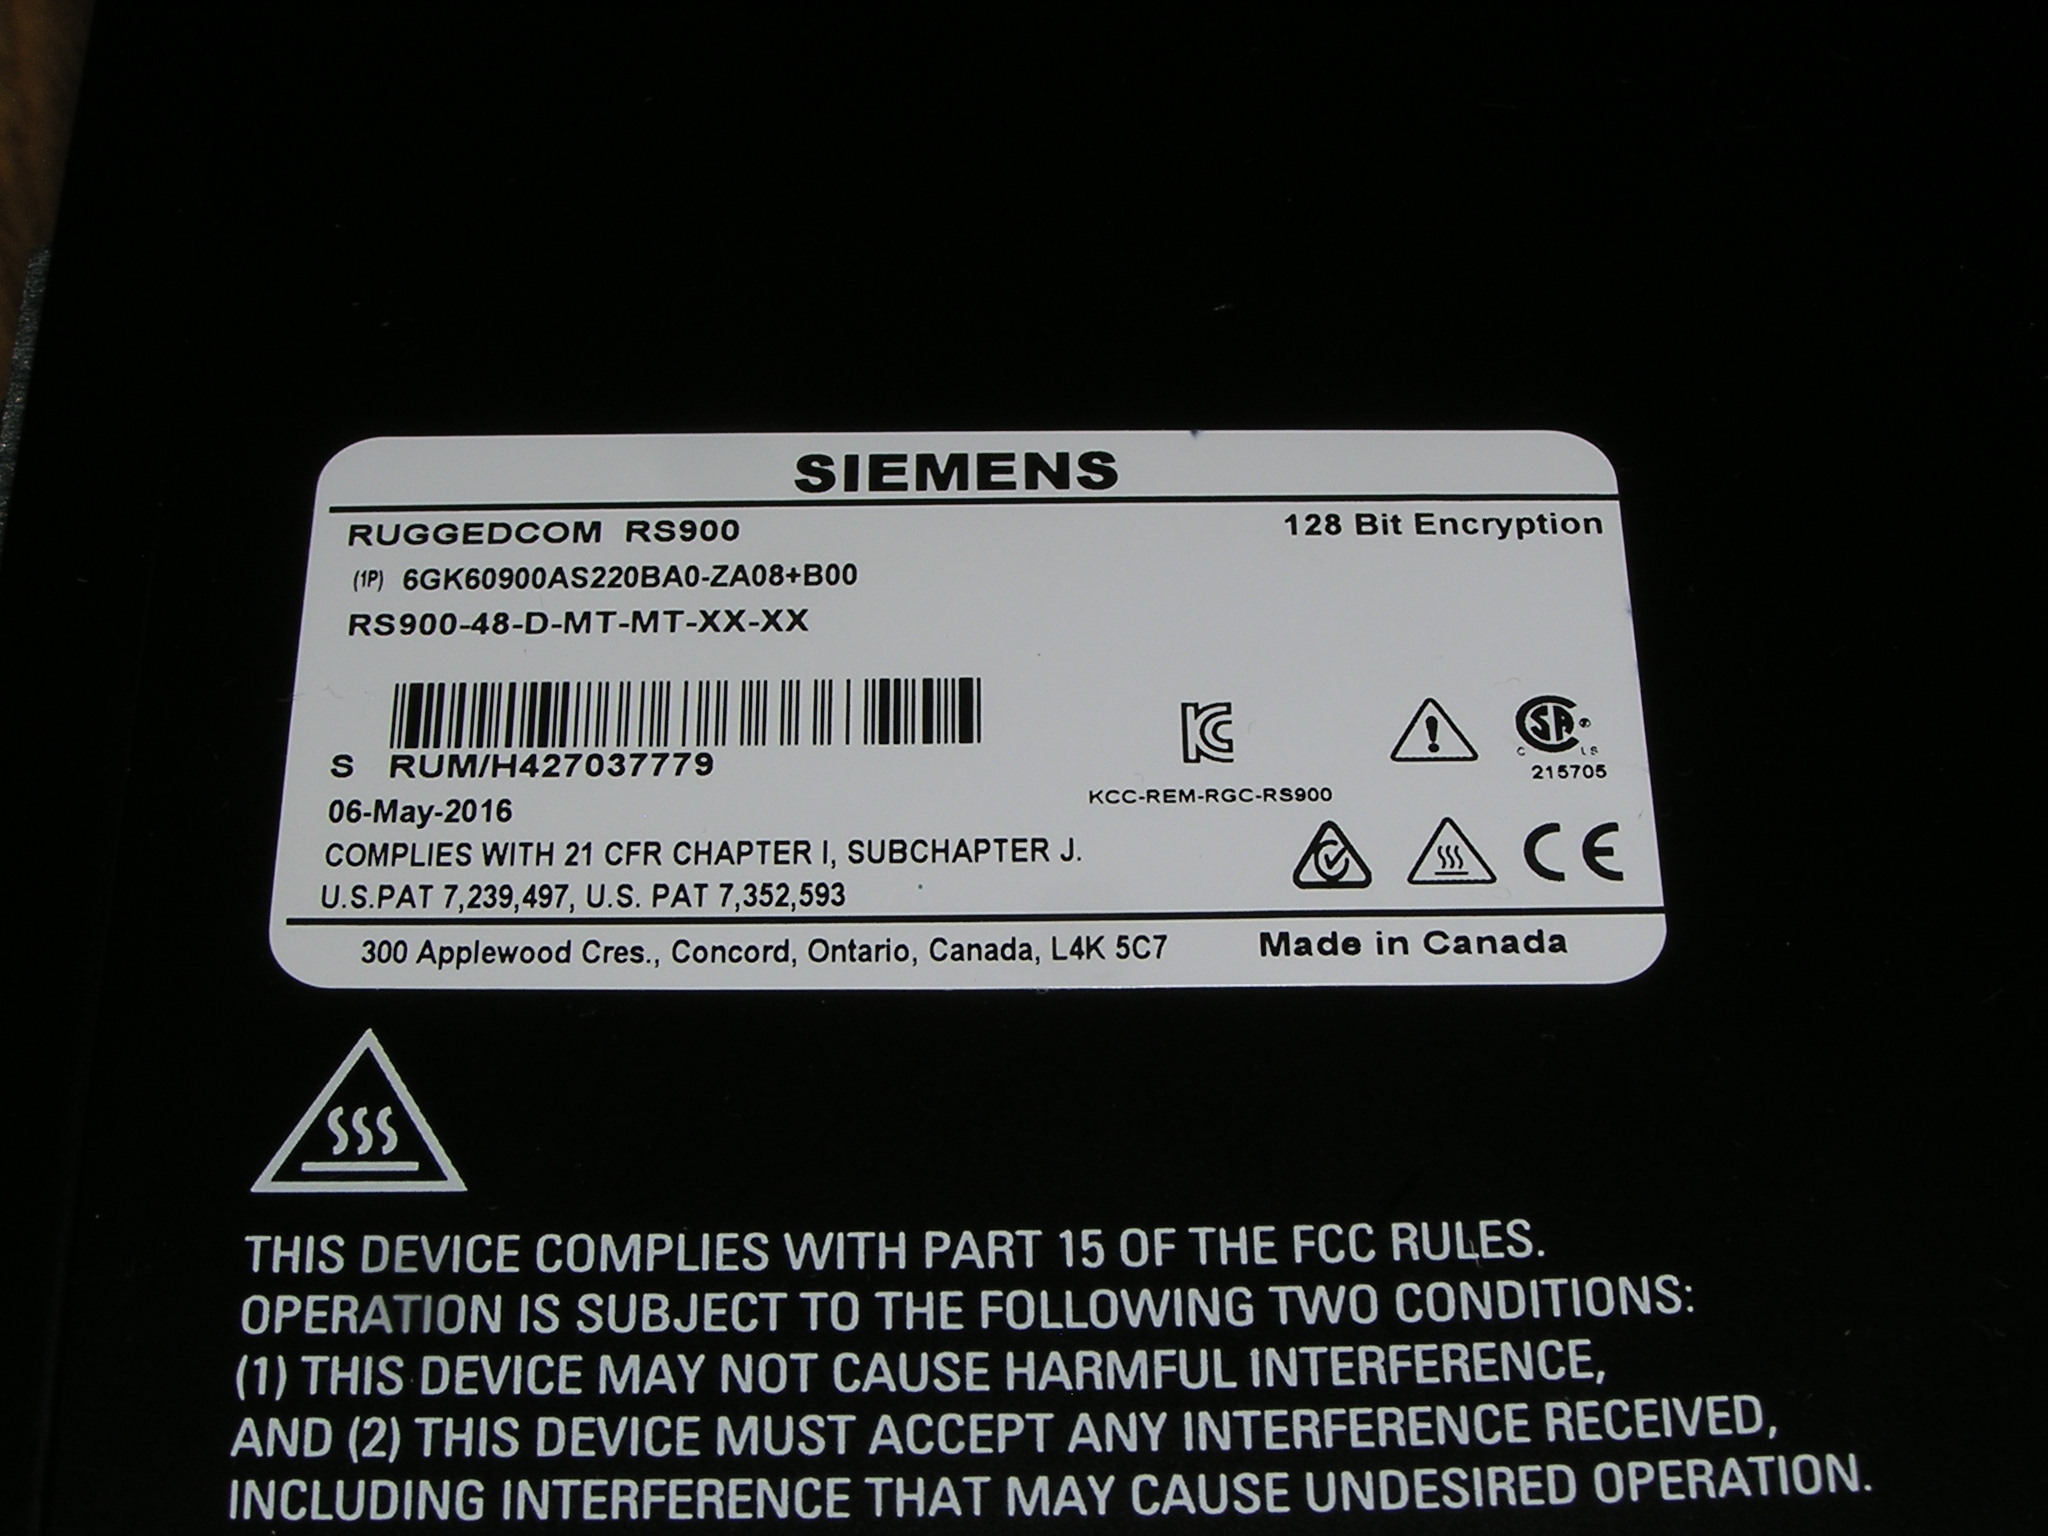 SIEMENS
RUGGEDCOM RS900 128 Bit Encryption
(1P) 6GK60900AS220BA0-ZA08+B00
RS900-48-D-MT-MT-XX-XX
S RUM/H427037779
06-May-2016
KCC-REM-RGC-RS900
C SA US
215705
COMPLIES WITH 21 CFR CHAPTER I, SUBCHAPTER J.
U.S.PAT 7,239,497, U.S. PAT 7,352,593
CE
300 Applewood Cres., Concord, Ontario, Canada, L4K 5C7 Made in Canada
THIS DEVICE COMPLIES WITH PART 15 OF THE FCC RULES.
OPERATION IS SUBJECT TO THE FOLLOWING TWO CONDITIONS:
(1) THIS DEVICE MAY NOT CAUSE HARMFUL INTERFERENCE,
AND (2) THIS DEVICE MUST ACCEPT ANY INTERFERENCE RECEIVED,
INCLUDING INTERFERENCE THAT MAY CAUSE UNDESIRED OPERATION.